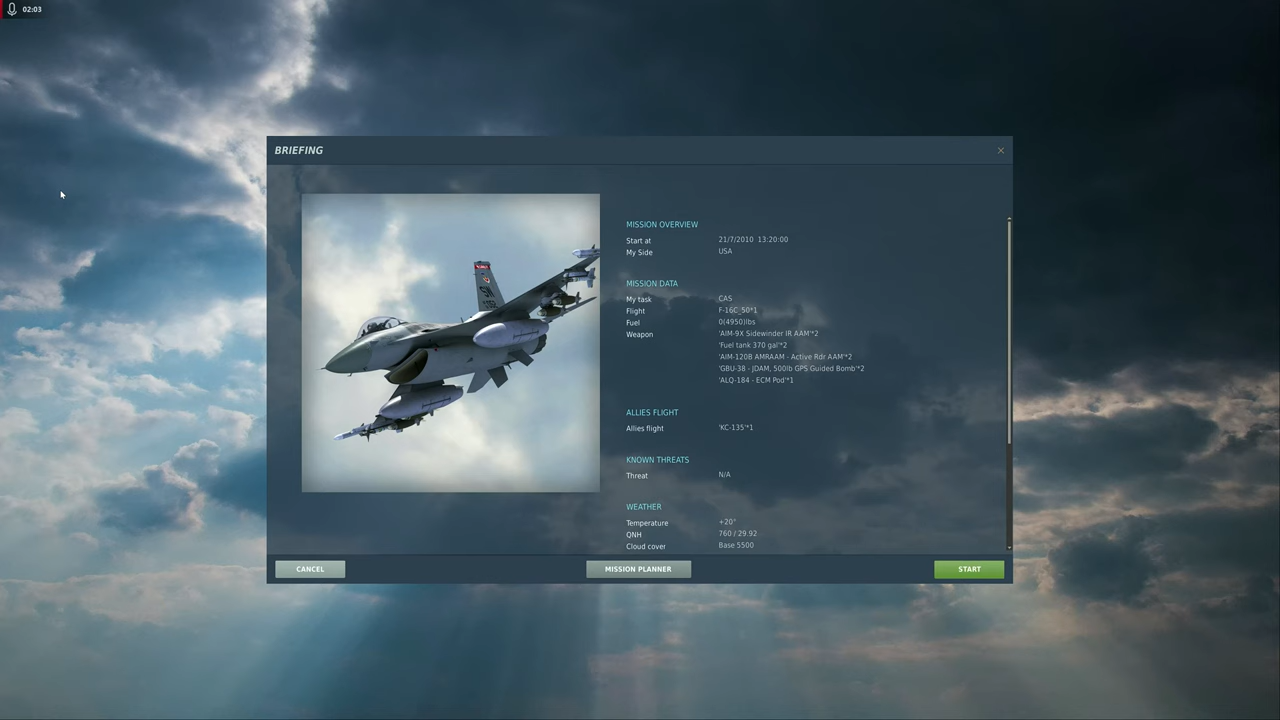 02:03
BRIEFING
MISSION OVERVIEW
Start at 21/7/2010 13:20:00
My Side USA
MISSION DATA
My task CAS
Flight F-16C_50*1
Fuel 0(4950)lbs
Weapon 'AIM-9X Sidewinder IR AAM'*2
'Fuel tank 370 gal'*2
'AIM-120B AMRAAM - Active Rdr AAM'*2
'GBU-38 - JDAM, 500lb GPS Guided Bomb'*2
'ALQ-184 - ECM Pod'*1
ALLIES FLIGHT
Allies flight 'KC-135'*1
KNOWN THREATS
Threat N/A
WEATHER
Temperature +20°
QNH 760 / 29.92
Cloud cover Base 5500
CANCEL MISSION PLANNER START